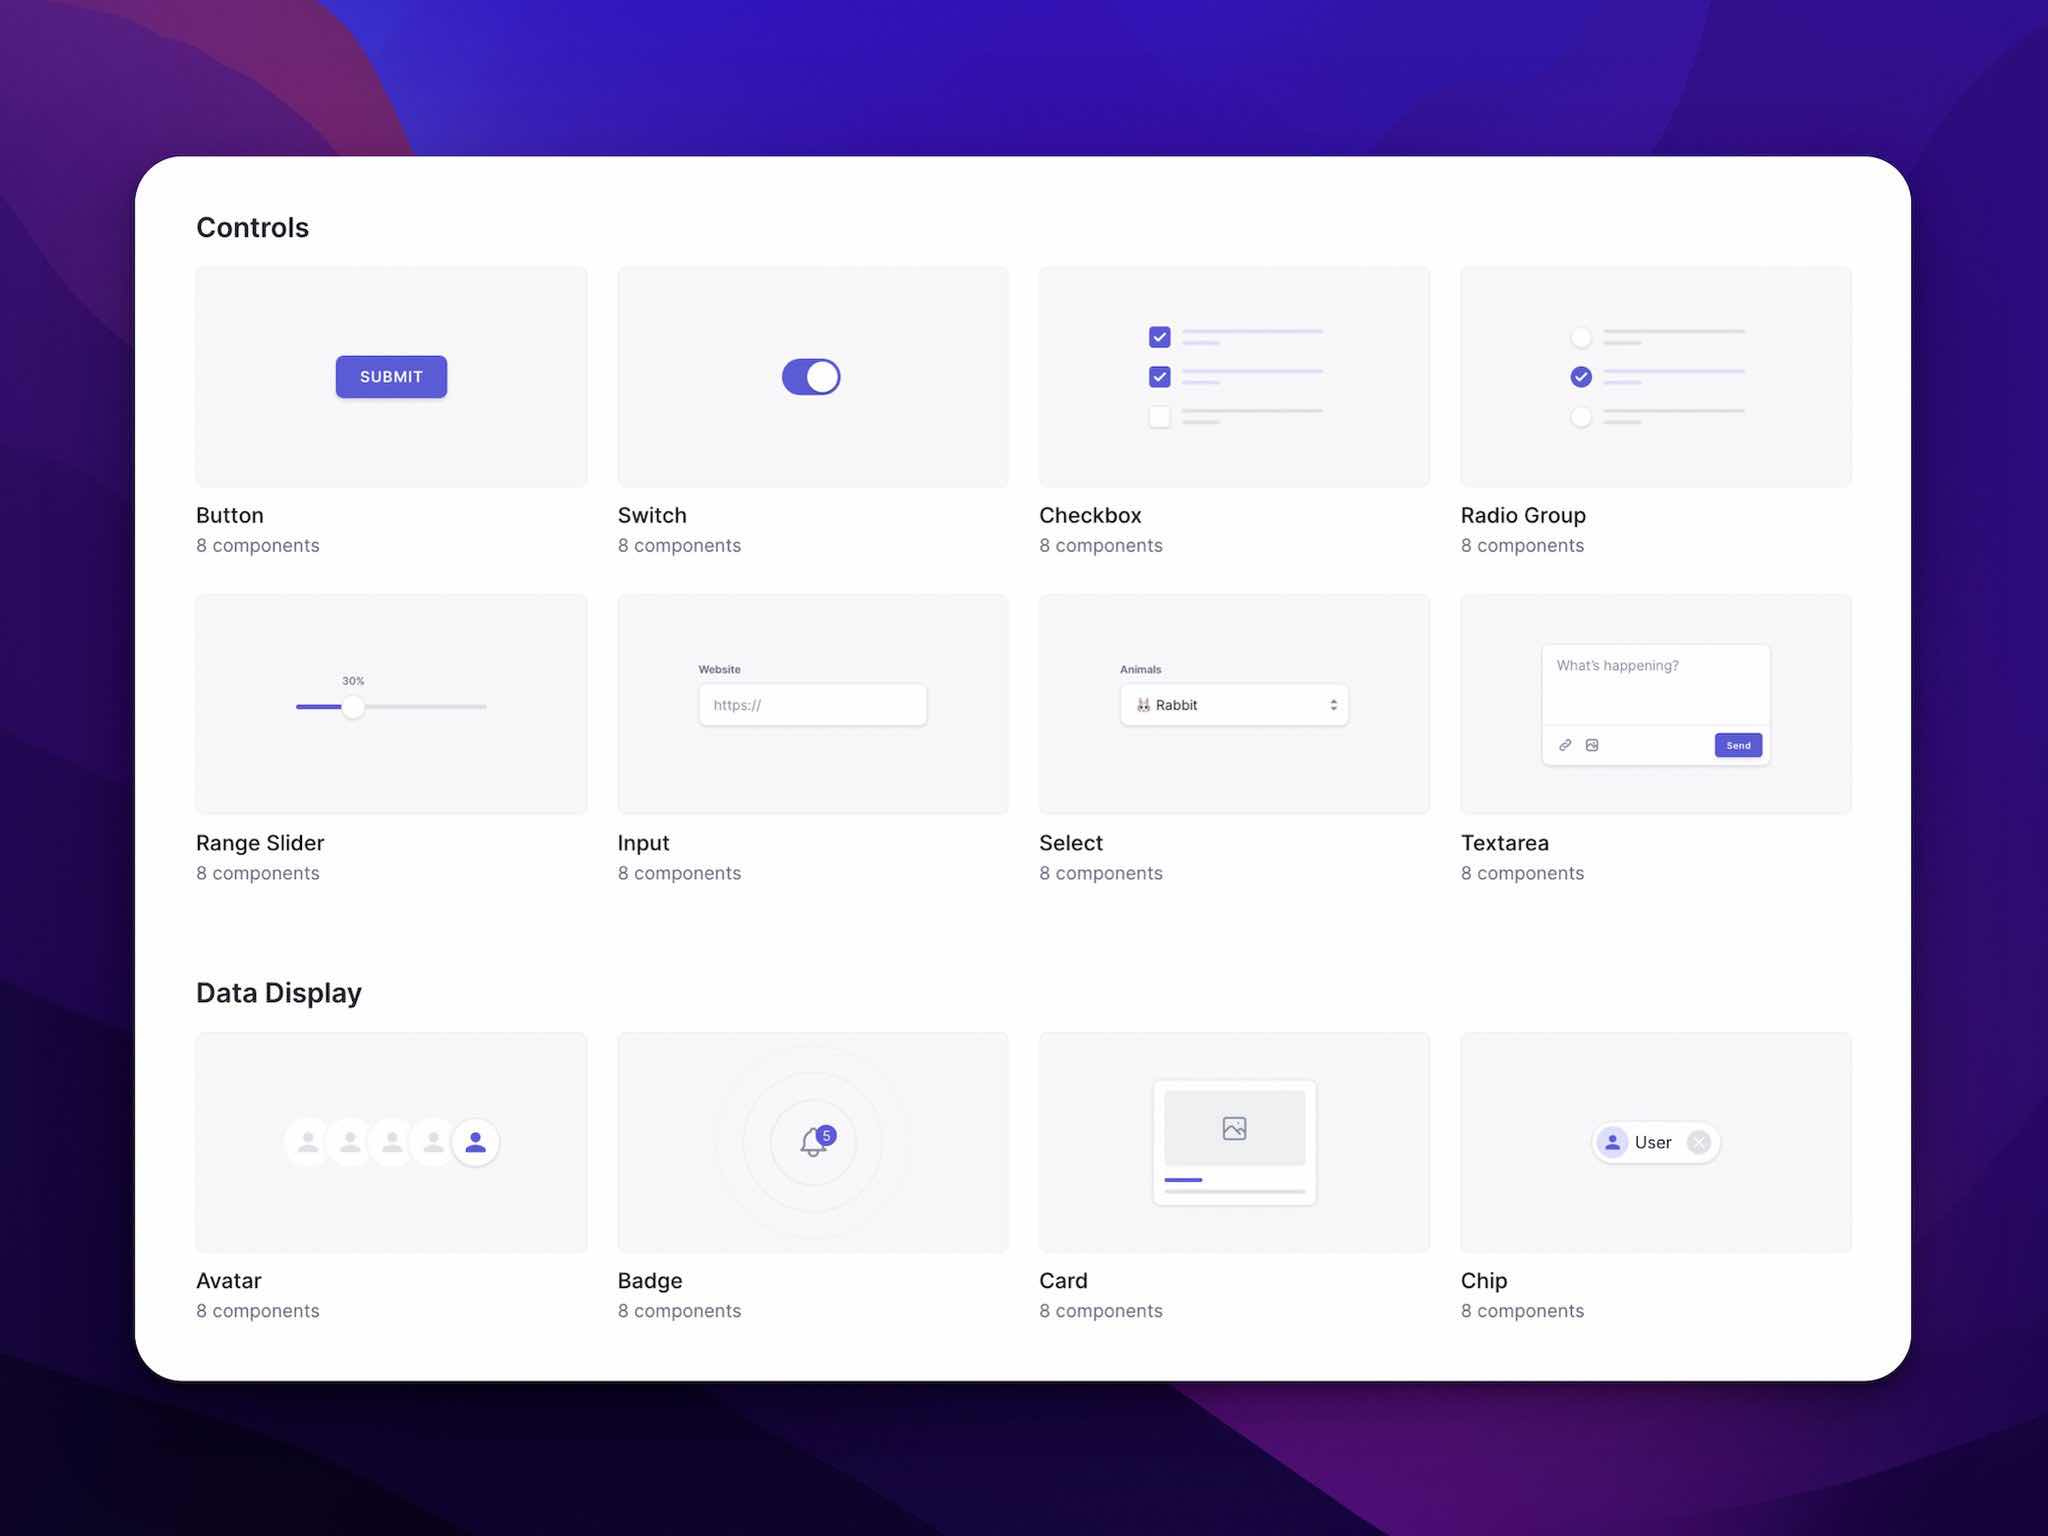 Controls
SUBMIT
Button
8 components
Switch
8 components
Checkbox
8 components
Radio Group
8 components
30%
Range Slider
8 components
Website
https://
Input
8 components
Animals
🐰 Rabbit
Select
8 components
What's happening?
Send
Textarea
8 components
Data Display
Avatar
8 components
5
Badge
8 components
Card
8 components
User
Chip
8 components